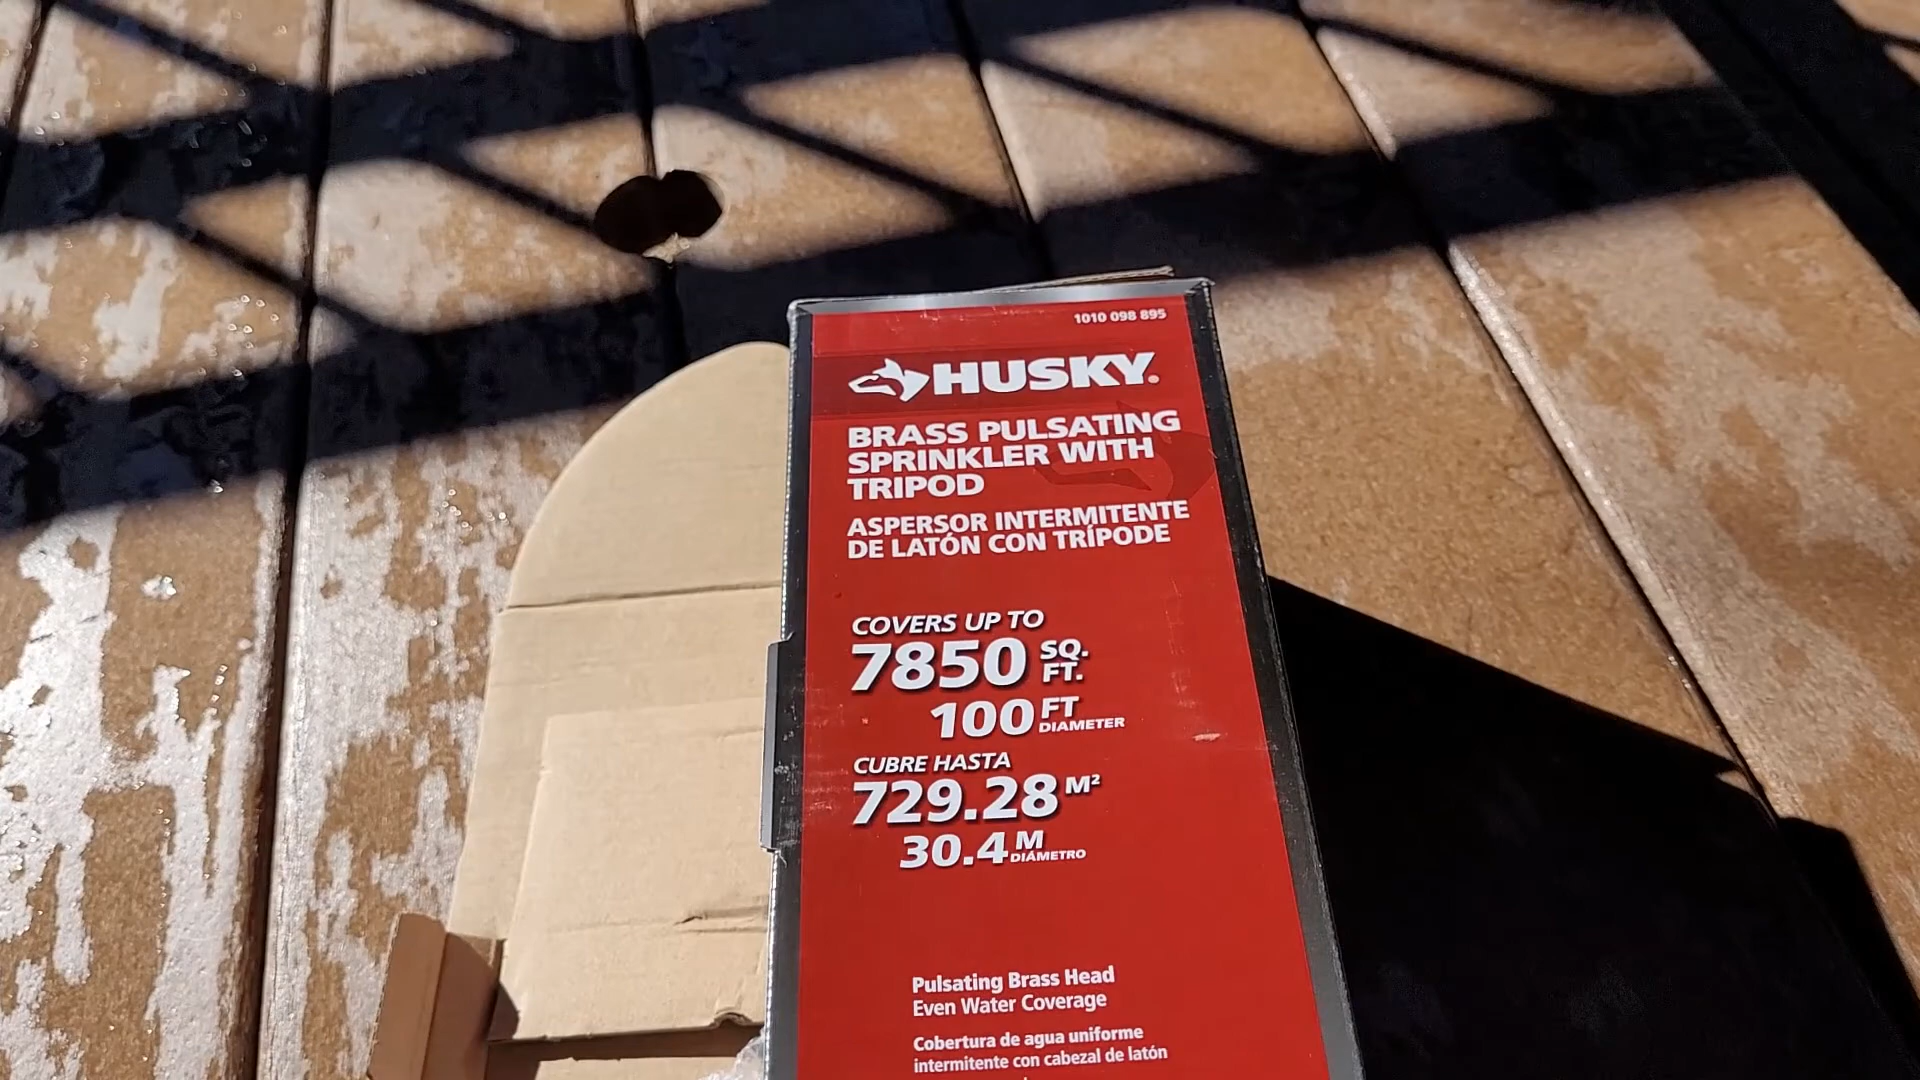 1010 098 895
HUSKY®
BRASS PULSATING
SPRINKLER WITH
TRIPOD
ASPERSOR INTERMITENTE
DE LATÓN CON TRÍPODE
COVERS UP TO
7850 SQ. FT.
100 FT DIAMETER
CUBRE HASTA
729.28 M²
30.4 M DIÁMETRO
Pulsating Brass Head
Even Water Coverage
Cobertura de agua uniforme
intermitente con cabezal de latón